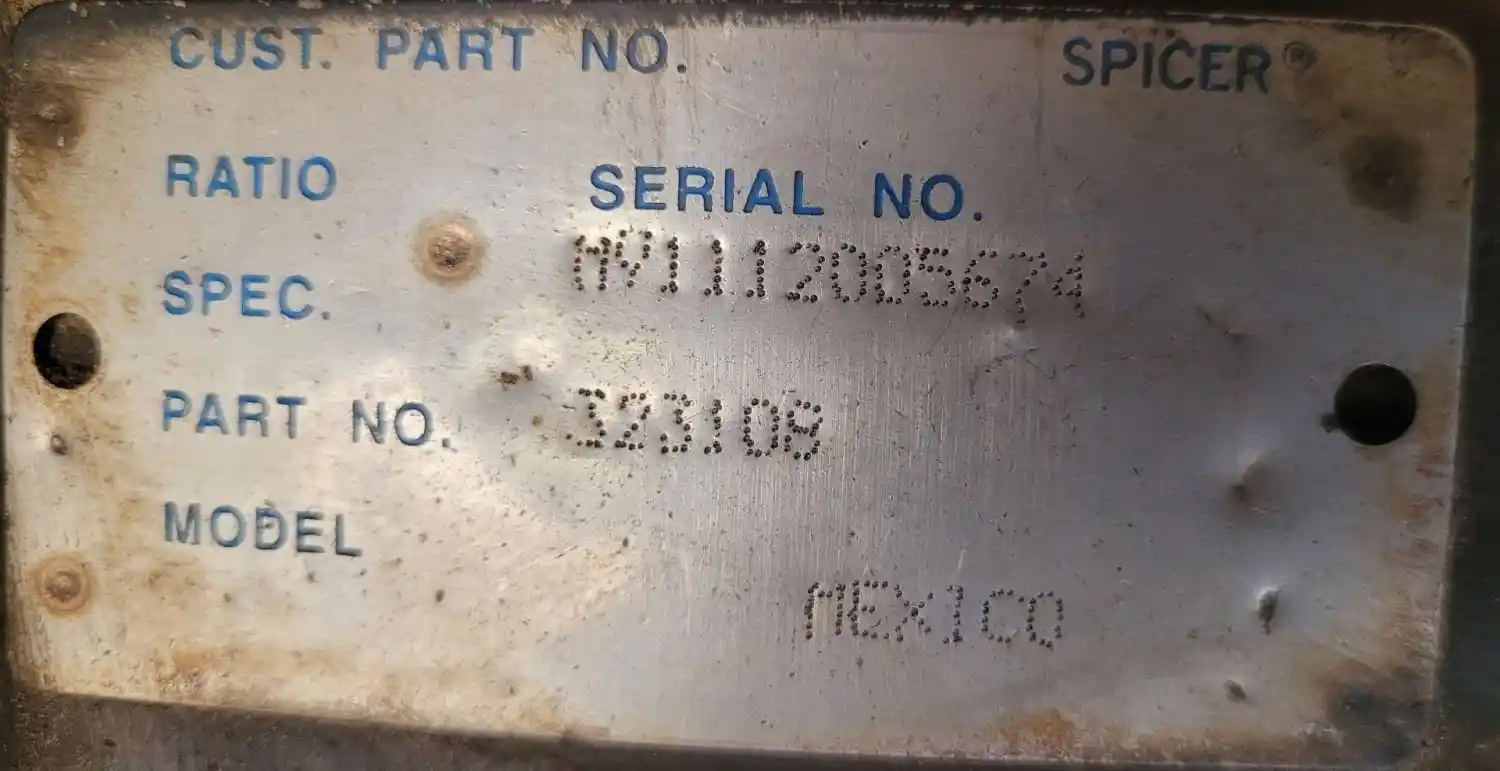 CUST. PART NO. SPICER®
RATIO SERIAL NO.
MV1112005674
SPEC.
PART NO. 323108
MODEL
MEXICO